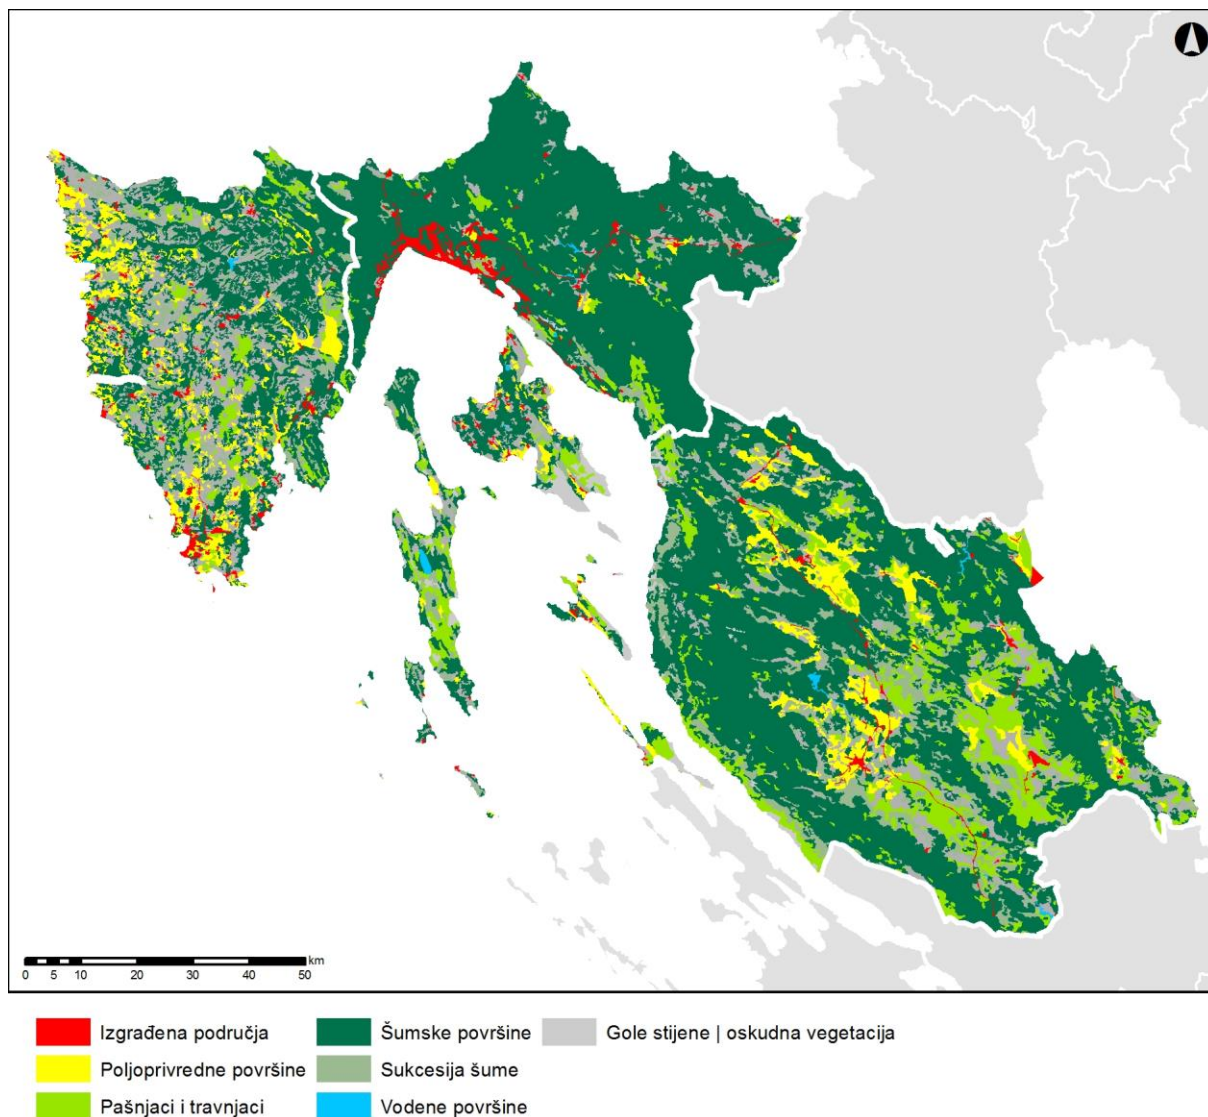 km
0 5 10 20 30 40 50
Izgrađena područja
Šumske površine
Gole stijene | oskudna vegetacija
Poljoprivredne površine
Sukcesija šume
Pašnjaci i travnjaci
Vodene površine